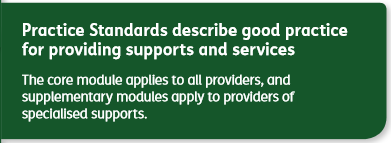 Practice Standards describe good practice
for providing supports and services
The core module applies to all providers, and
supplementary modules apply to providers of
specialised supports.